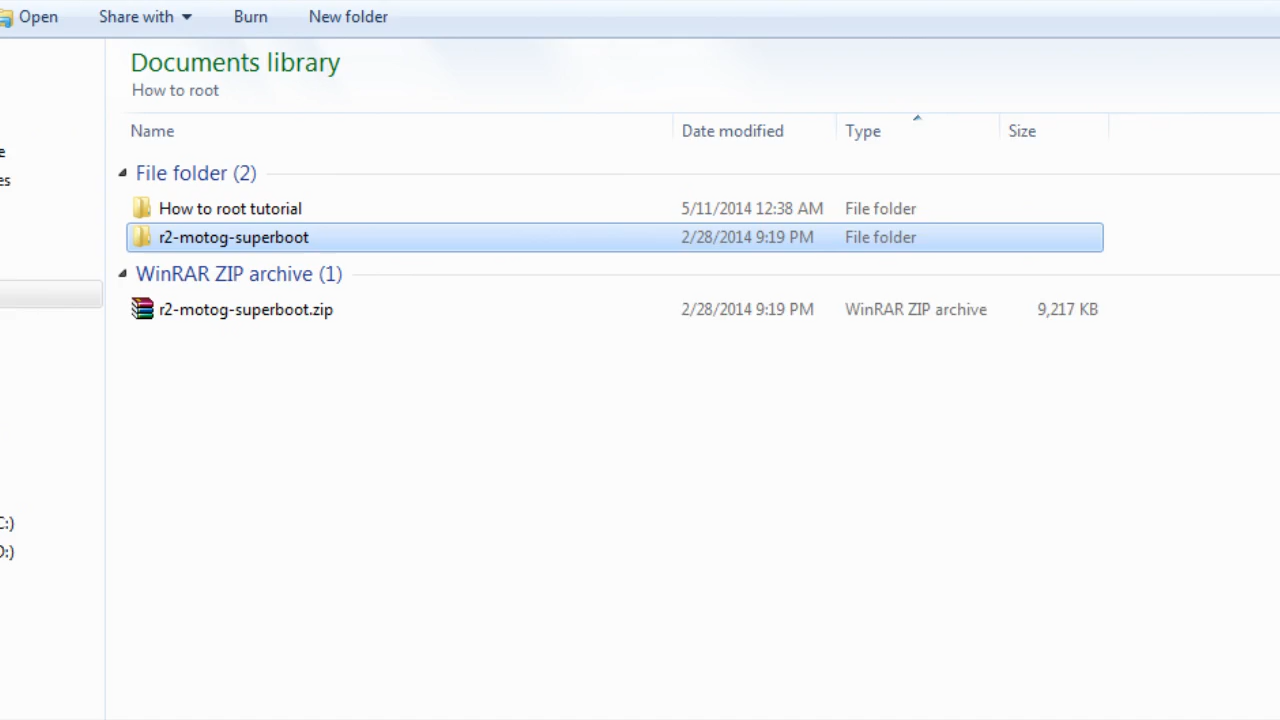 Open Share with Burn New folder
Documents library
How to root
Name Date modified Type Size
e
File folder (2)
es
How to root tutorial 5/11/2014 12:38 AM File folder
r2-motog-superboot 2/28/2014 9:19 PM File folder
WinRAR ZIP archive (1)
r2-motog-superboot.zip 2/28/2014 9:19 PM WinRAR ZIP archive 9,217 KB
C:)
D:)